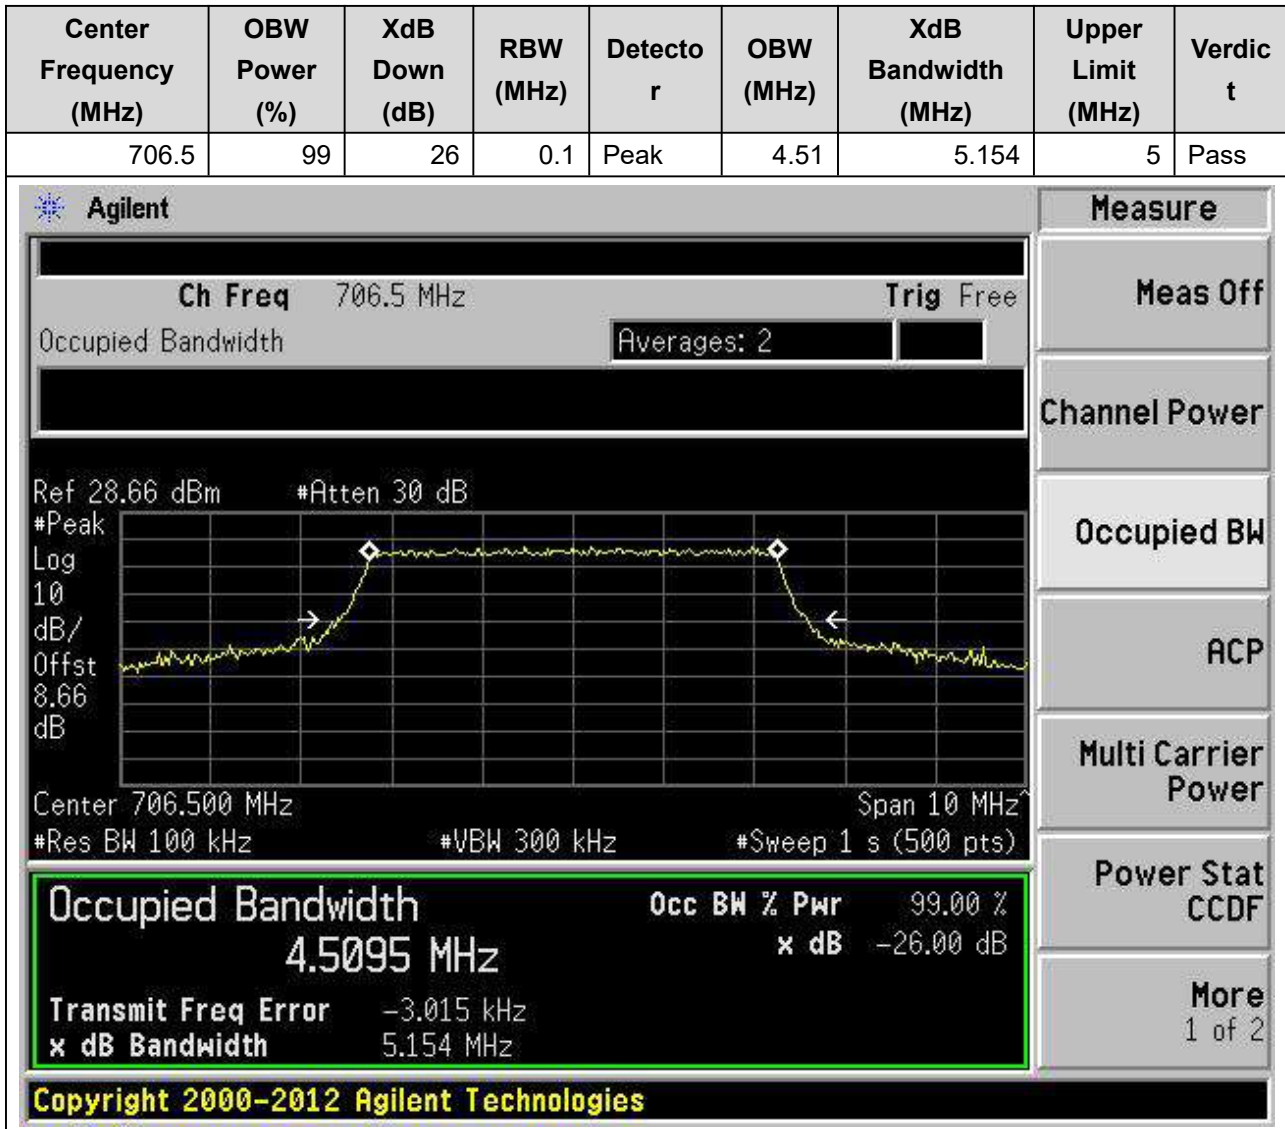 Center Frequency (MHz) OBW Power (%) XdB Down (dB) RBW (MHz) Detecto r OBW (MHz) XdB Bandwidth (MHz) Upper Limit (MHz) Verdic t
706.5 99 26 0.1 Peak 4.51 5.154 5 Pass
Agilent
Measure
Ch Freq 706.5 MHz Trig Free
Meas Off
Occupied Bandwidth Averages: 2
Channel Power
Ref 28.66 dBm #Atten 30 dB
#Peak
Log
10
dB/
Offst
8.66
dB
Occupied BW
ACP
Multi Carrier
Power
Center 706.500 MHz Span 10 MHz^
#Res BW 100 kHz #VBW 300 kHz #Sweep 1 s (500 pts)
Power Stat
CCDF
Occupied Bandwidth Occ BW % Pwr 99.00 %
4.5095 MHz x dB -26.00 dB
Transmit Freq Error -3.015 kHz
x dB Bandwidth 5.154 MHz
More
1 of 2
Copyright 2000-2012 Agilent Technologies